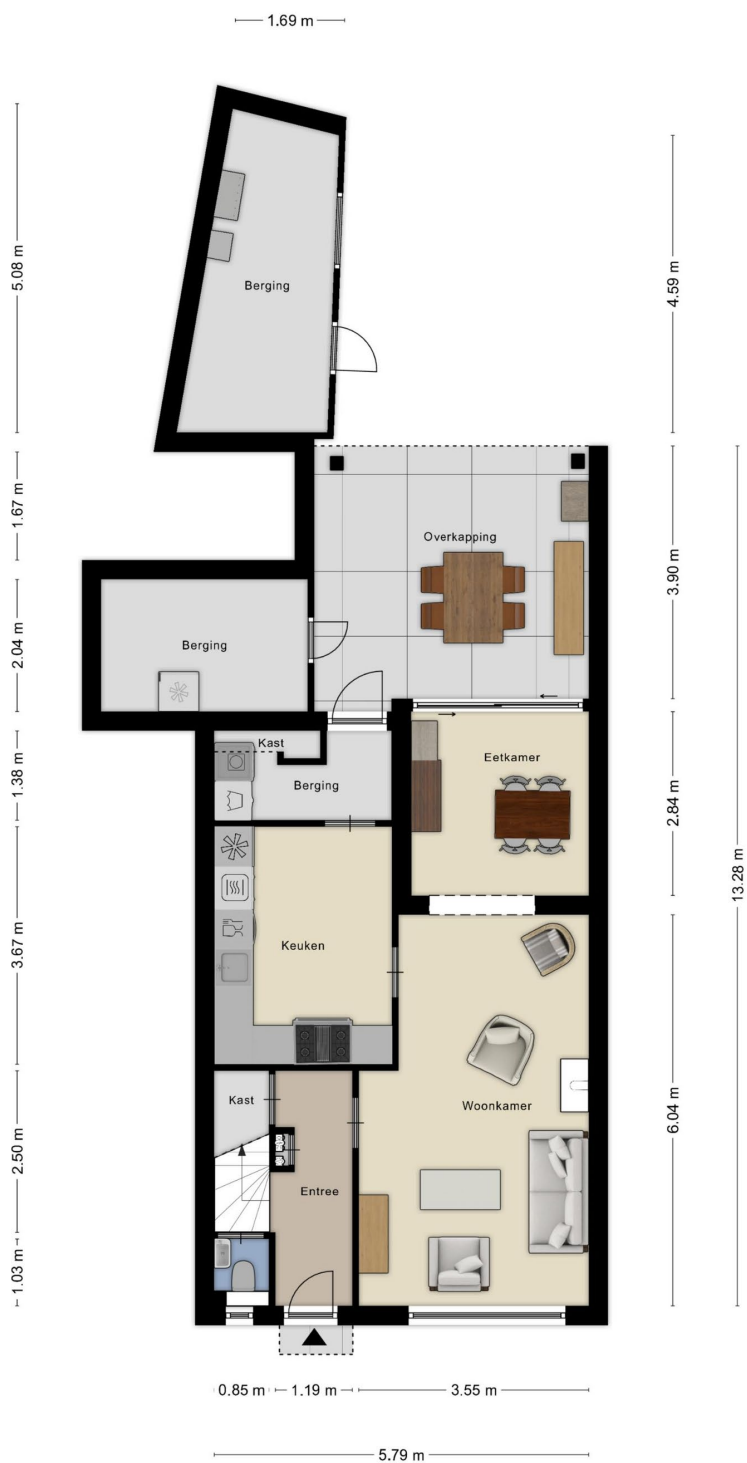 1.69 m
5.08 m
4.59 m
Berging
1.67 m
Overkapping
3.90 m
2.04 m
Berging
Kast
Eetkamer
1.38 m
Berging
2.84 m
13.28 m
3.67 m
Keuken
Kast
Woonkamer
6.04 m
2.50 m
Entree
1.03 m
0.85 m
1.19 m
3.55 m
5.79 m